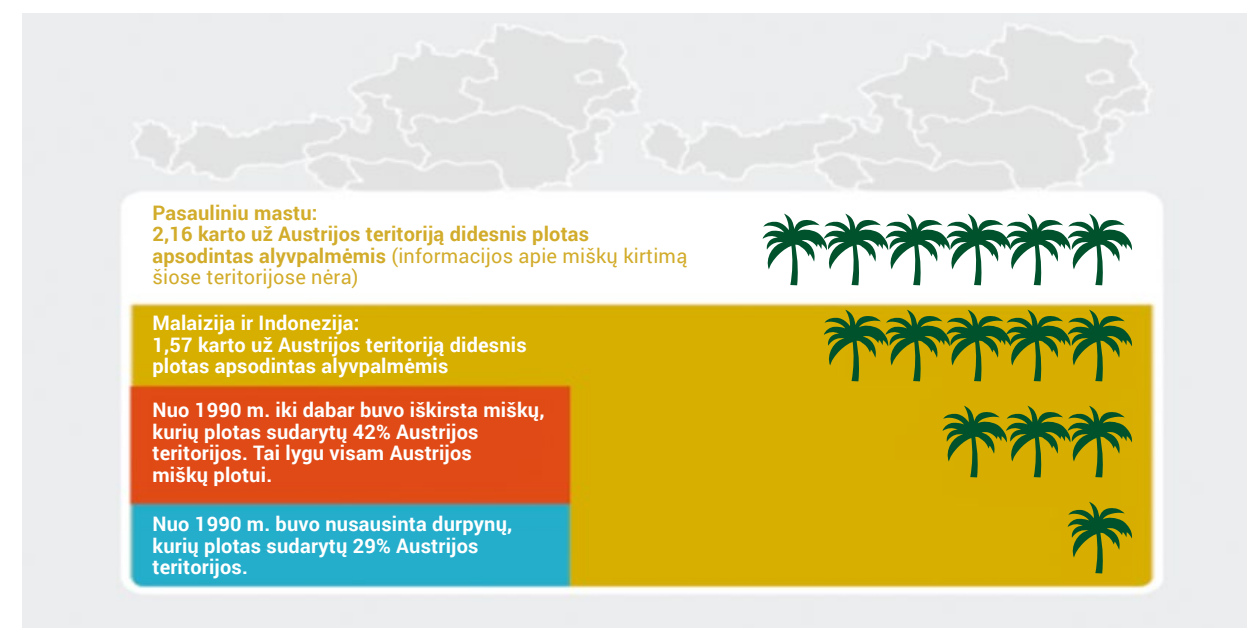 Pasauliniu mastu:
2,16 karto už Austrijos teritoriją didesnis plotas
apsodintas alyvpalmėmis (informacijos apie miškų kirtimą
šiose teritorijose nėra)
Malaizija ir Indonezija:
1,57 karto už Austrijos teritoriją didesnis
plotas apsodintas alyvpalmėmis
Nuo 1990 m. iki dabar buvo iškirsta miškų,
kurių plotas sudarytų 42% Austrijos
teritorijos. Tai lygu visam Austrijos
miškų plotui.
Nuo 1990 m. buvo nusausinta durpynų,
kurių plotas sudarytų 29% Austrijos
teritorijos.